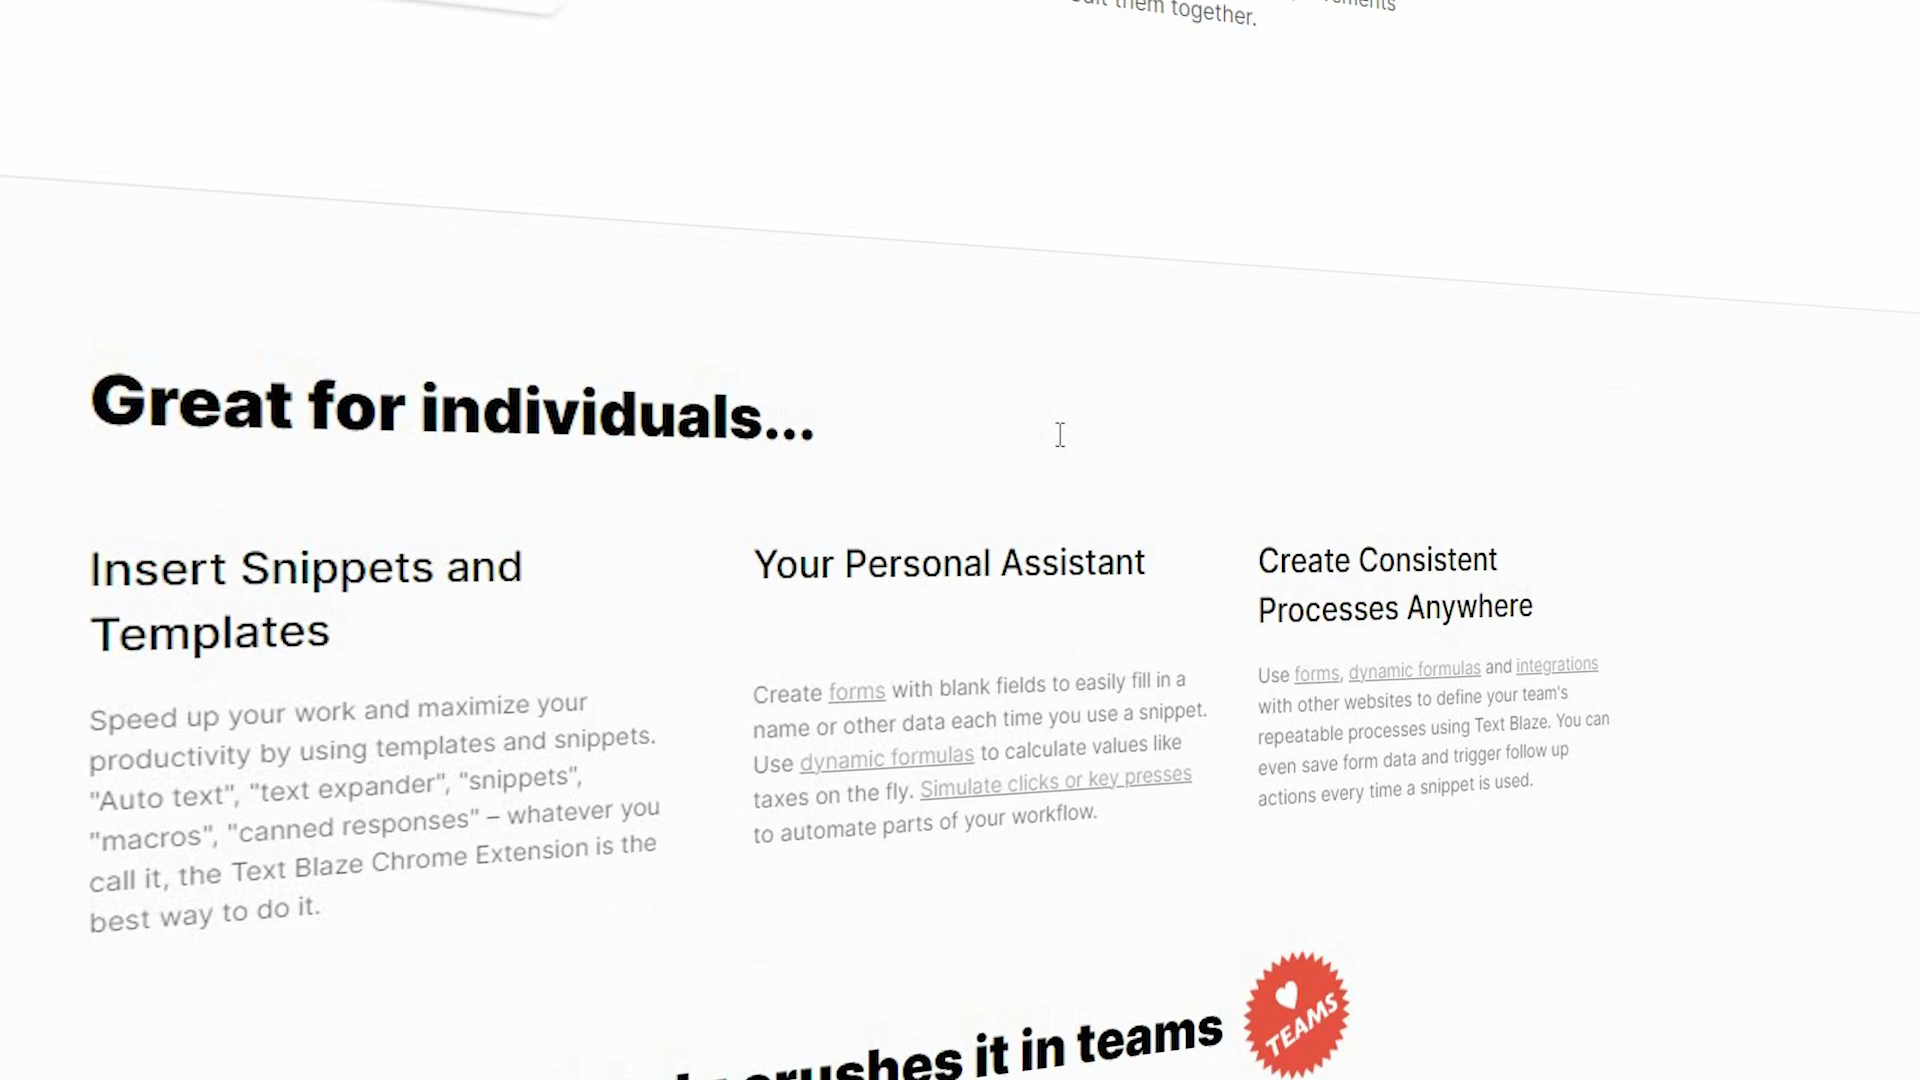 them together.
Great for individuals...
Insert Snippets and
Templates
Speed up your work and maximize your
productivity by using templates and snippets.
"Auto text", "text expander", "snippets",
"macros", "canned responses" – whatever you
call it, the Text Blaze Chrome Extension is the
best way to do it.
Your Personal Assistant
Create forms with blank fields to easily fill in a
name or other data each time you use a snippet.
Use dynamic formulas to calculate values like
taxes on the fly. Simulate clicks or key presses
to automate parts of your workflow.
Create Consistent
Processes Anywhere
Use forms, dynamic formulas and integrations
with other websites to define your team's
repeatable processes using Text Blaze. You can
even save form data and trigger follow up
actions every time a snippet is used.
crushes it in teams
TEAMS